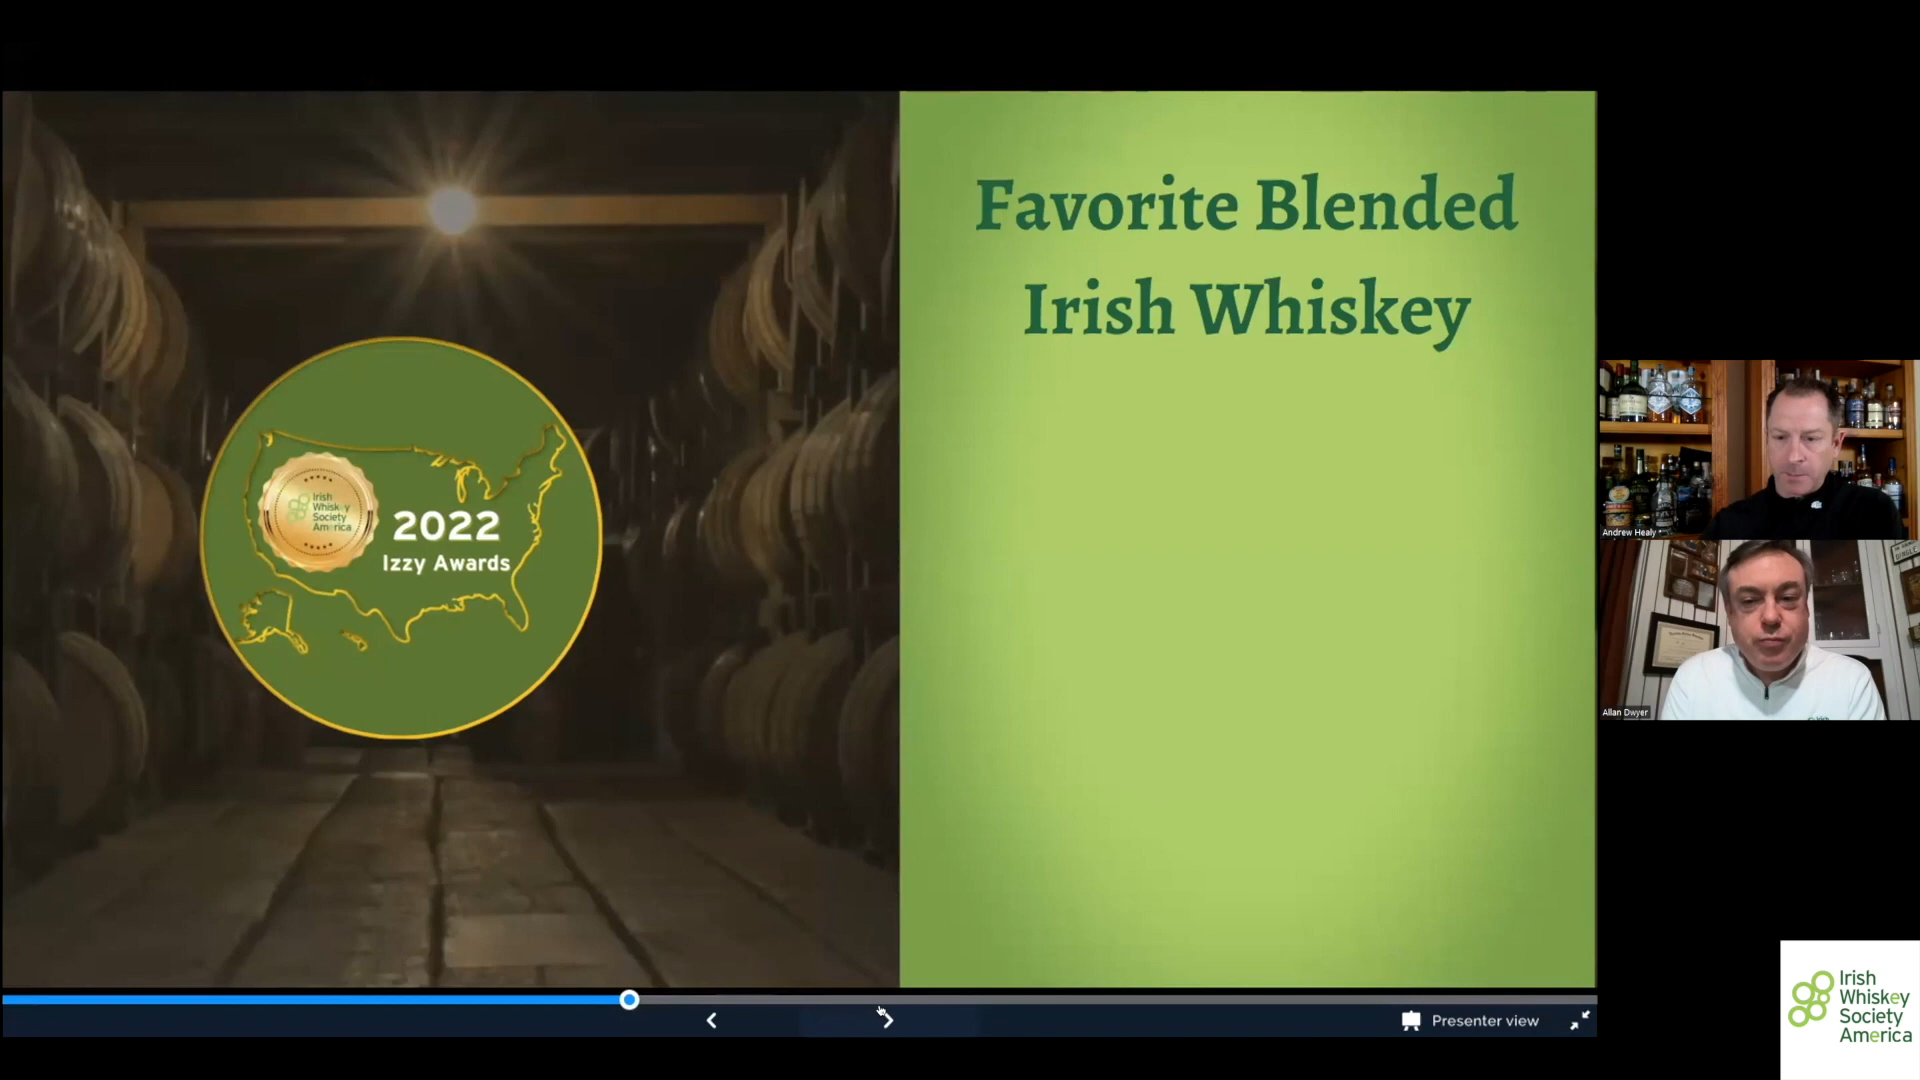 Favorite Blended
Irish Whiskey
Irish
Whiskey
Society
America
2022
Izzy Awards
Andrew Healy
Allan Dwyer
Presenter view
Irish
Whiskey
Society
America